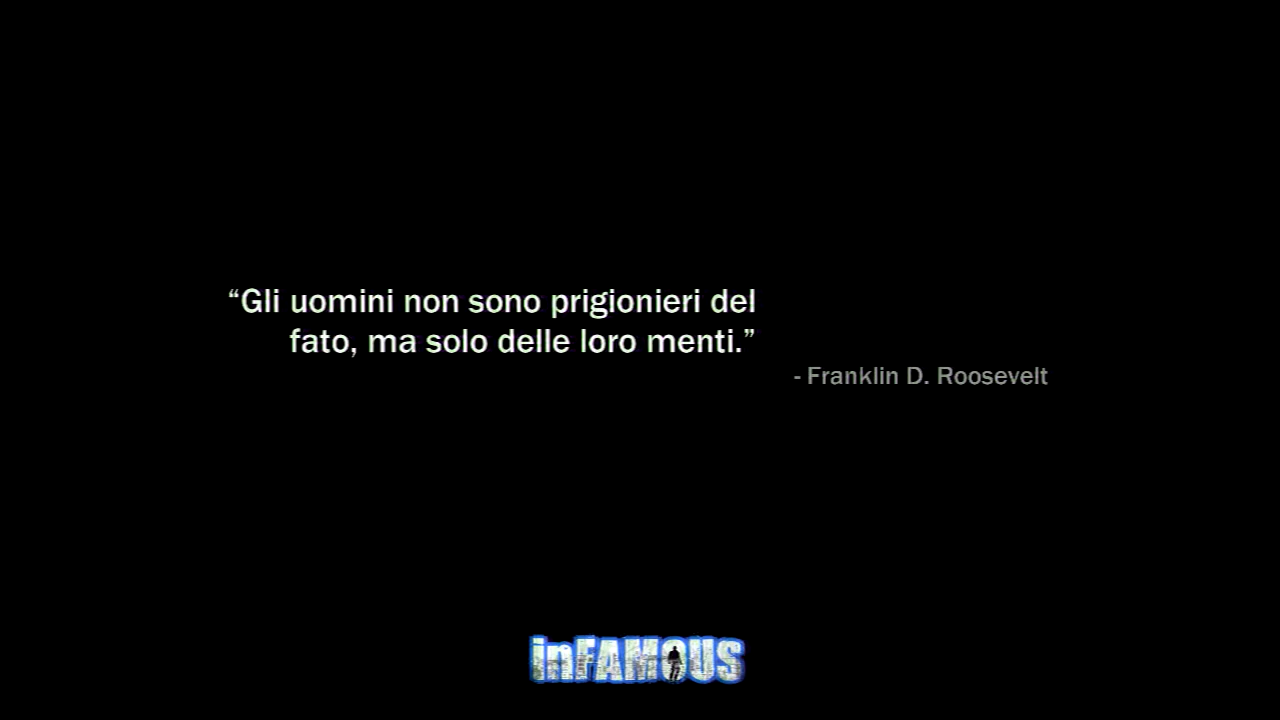 “Gli uomini non sono prigionieri del
fato, ma solo delle loro menti.”
- Franklin D. Roosevelt
inFAMOUS